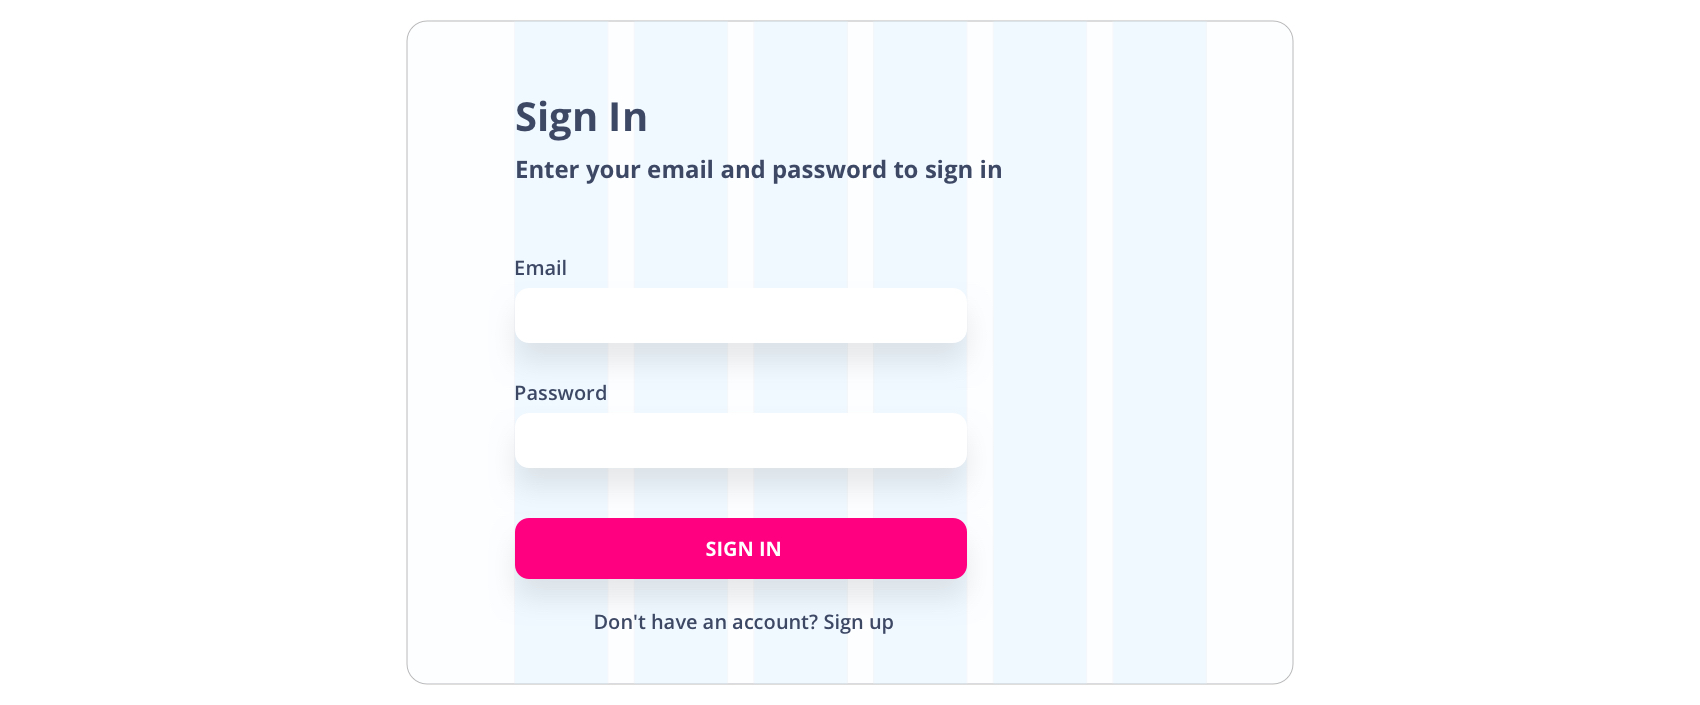 Sign In
Enter your email and password to sign in
Email
Password
SIGN IN
Don't have an account? Sign up